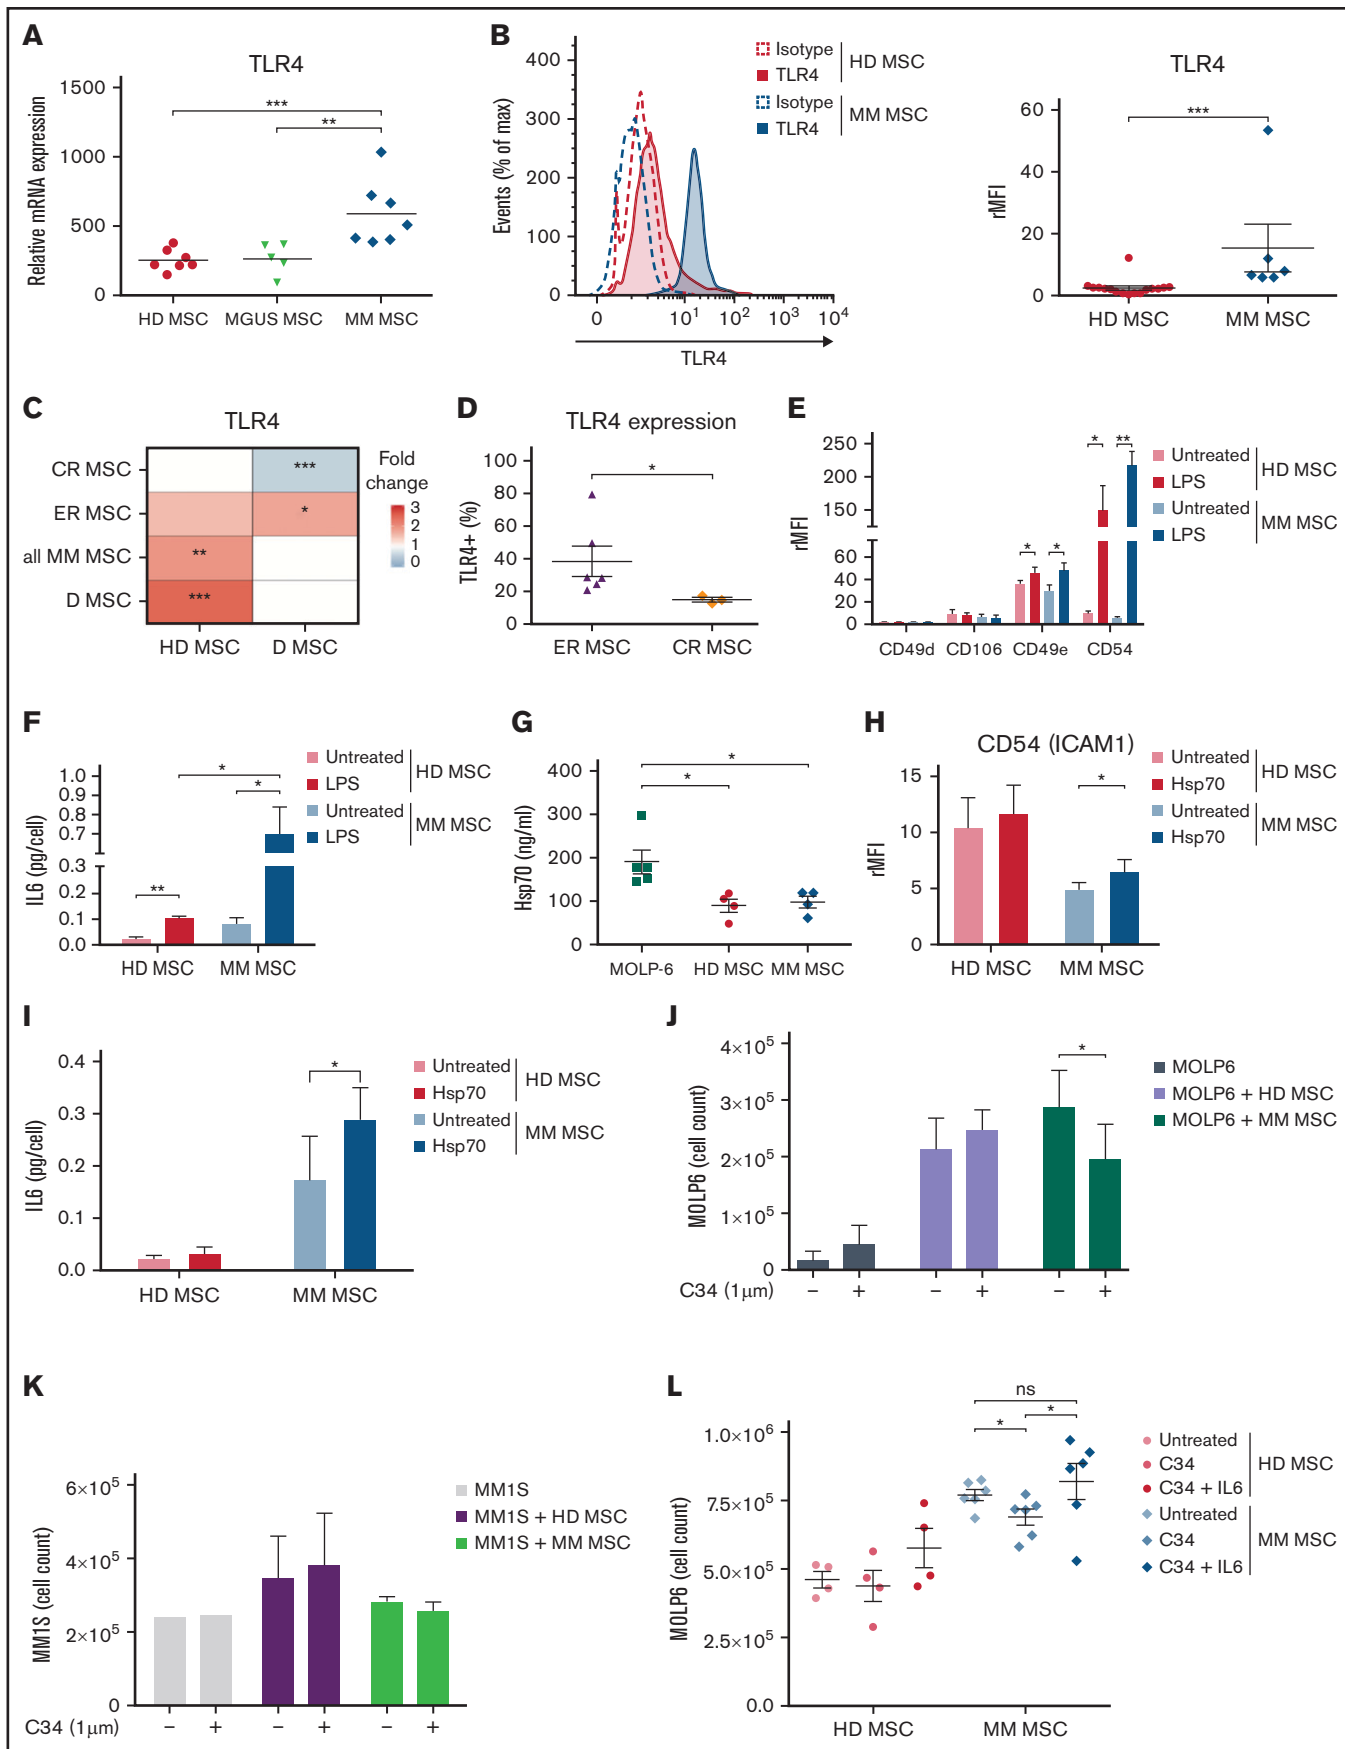 A
TLR4
Relative mRNA expression
1500
1000
500
0
***
**
HD MSC
MGUS MSC
MM MSC
B
Events (% of max)
400
300
200
100
0
0
10¹
10²
10³
10⁴
TLR4
Isotype
TLR4
HD MSC
Isotype
TLR4
MM MSC
TLR4
rMFI
60
40
20
0
***
HD MSC
MM MSC
C
TLR4
CR MSC
ER MSC
all MM MSC
D MSC
***
*
**
***
HD MSC
D MSC
Fold
change
3
2
1
0
D
TLR4 expression
TLR4+ (%)
100
80
60
40
20
0
*
ER MSC
CR MSC
E
rMFI
250
200
150
60
40
20
0
*
*
*
**
CD49d
CD106
CD49e
CD54
Untreated
LPS
HD MSC
Untreated
LPS
MM MSC
F
IL6 (pg/cell)
1.0
0.9
0.8
0.7
0.3
0.2
0.1
0.0
**
*
*
HD MSC
MM MSC
Untreated
LPS
HD MSC
Untreated
LPS
MM MSC
G
Hsp70 (ng/ml)
400
300
200
100
0
*
*
MOLP-6
HD MSC
MM MSC
H
CD54 (ICAM1)
rMFI
15
10
5
0
*
HD MSC
MM MSC
Untreated
Hsp70
HD MSC
Untreated
Hsp70
MM MSC
I
IL6 (pg/cell)
0.4
0.3
0.2
0.1
0.0
*
HD MSC
MM MSC
Untreated
Hsp70
HD MSC
Untreated
Hsp70
MM MSC
J
MOLP6 (cell count)
4×10⁵
3×10⁵
2×10⁵
1×10⁵
0
*
C34 (1μm)
− + − + − +
MOLP6
MOLP6 + HD MSC
MOLP6 + MM MSC
K
MM1S (cell count)
6×10⁵
4×10⁵
2×10⁵
0
C34 (1μm)
− + − + − +
MM1S
MM1S + HD MSC
MM1S + MM MSC
L
MOLP6 (cell count)
1.0×10⁶
7.5×10⁵
5.0×10⁵
2.5×10⁵
0.0
ns
*
*
HD MSC
MM MSC
Untreated
C34
C34 + IL6
HD MSC
Untreated
C34
C34 + IL6
MM MSC